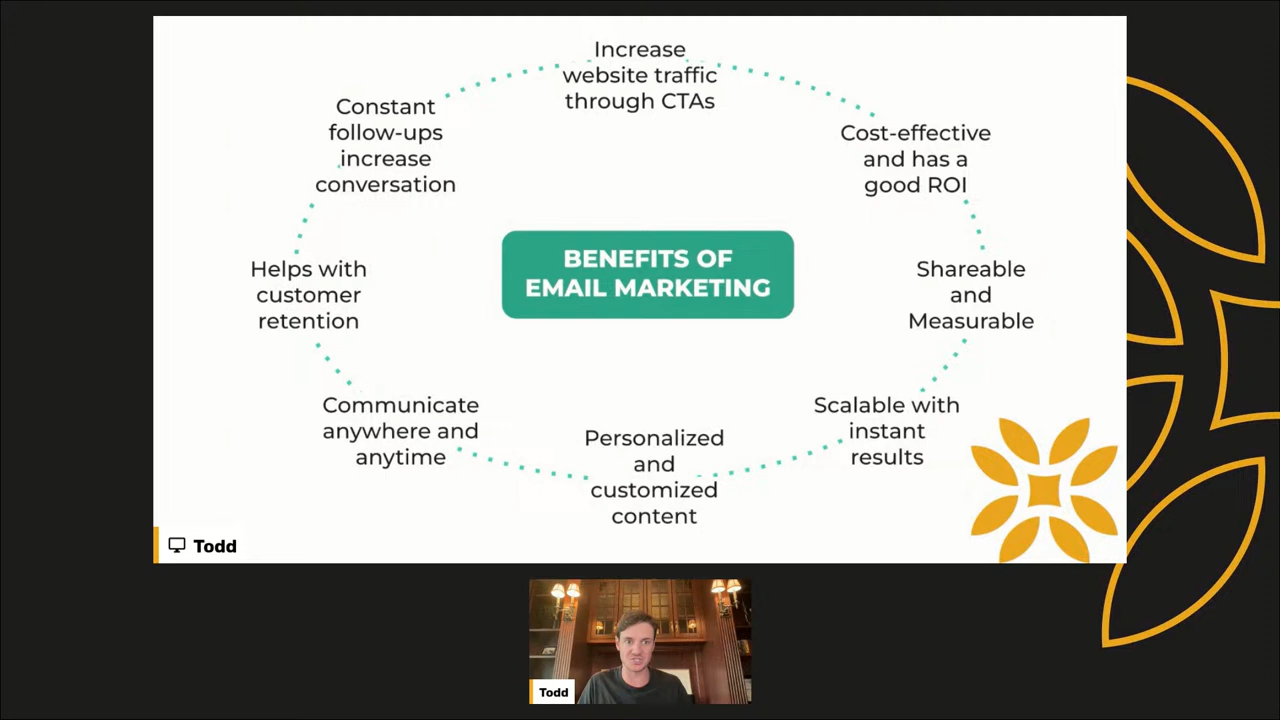 Increase
website traffic
through CTAs
Constant
follow-ups
increase
conversation
Cost-effective
and has a
good ROI
BENEFITS OF
EMAIL MARKETING
Helps with
customer
retention
Shareable
and
Measurable
Communicate
anywhere and
anytime
Personalized
and
customized
content
Scalable with
instant
results
Todd
Todd